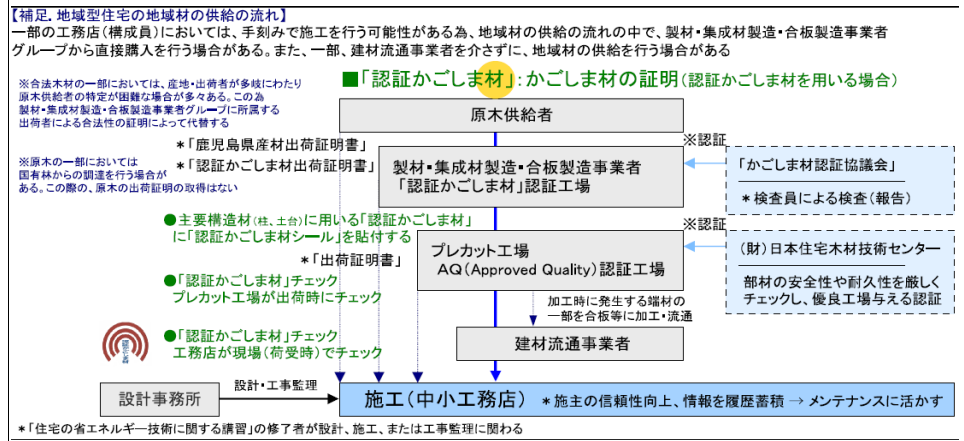 【補足. 地域型住宅の地域材の供給の流れ】
一部の工務店(構成員)においては、手刻みで施工を行う可能性がある為、地域材の供給の流れの中で、製材・集成材製造・合板製造事業者
グループから直接購入を行う場合がある。また、一部、建材流通事業者を介さずに、地域材の供給を行う場合がある
※合法木材の一部においては、産地・出荷者が多岐にわたり
原木供給者の特定が困難な場合が多々ある。この為
製材・集成材製造・合板製造事業者グループに所属する
出荷者による合法性の証明によって代替する
■「認証かごしま材」:かごしま材の証明(認証かごしま材を用いる場合)
原木供給者
*「鹿児島県産材出荷証明書」
*「認証かごしま材出荷証明書」
※原木の一部においては
国有林からの調達を行う場合が
ある。この際の、原木の出荷証明の取得はない
製材・集成材製造・合板製造事業者
「認証かごしま材」認証工場
※認証
「かごしま材認証協議会」
*検査員による検査(報告)
●主要構造材(柱、土台)に用いる「認証かごしま材」
に「認証かごしま材シール」を貼付する
*「出荷証明書」
プレカット工場
AQ(Approved Quality)認証工場
※認証
(財)日本住宅木材技術センター
部材の安全性や耐久性を厳しく
チェックし、優良工場与える認証
●「認証かごしま材」チェック
プレカット工場が出荷時にチェック
加工時に発生する端材の
一部を合板等に加工・流通
●「認証かごしま材」チェック
工務店が現場(荷受時)でチェック
建材流通事業者
設計事務所
設計・工事監理
施工(中小工務店) *施主の信頼性向上、情報を履歴蓄積 → メンテナンスに活かす
*「住宅の省エネルギー技術に関する講習」の修了者が設計、施工、または工事監理に関わる